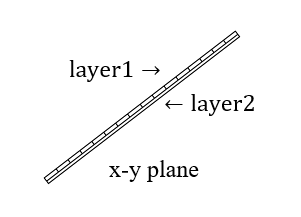 layer1 →
← layer2
x-y plane